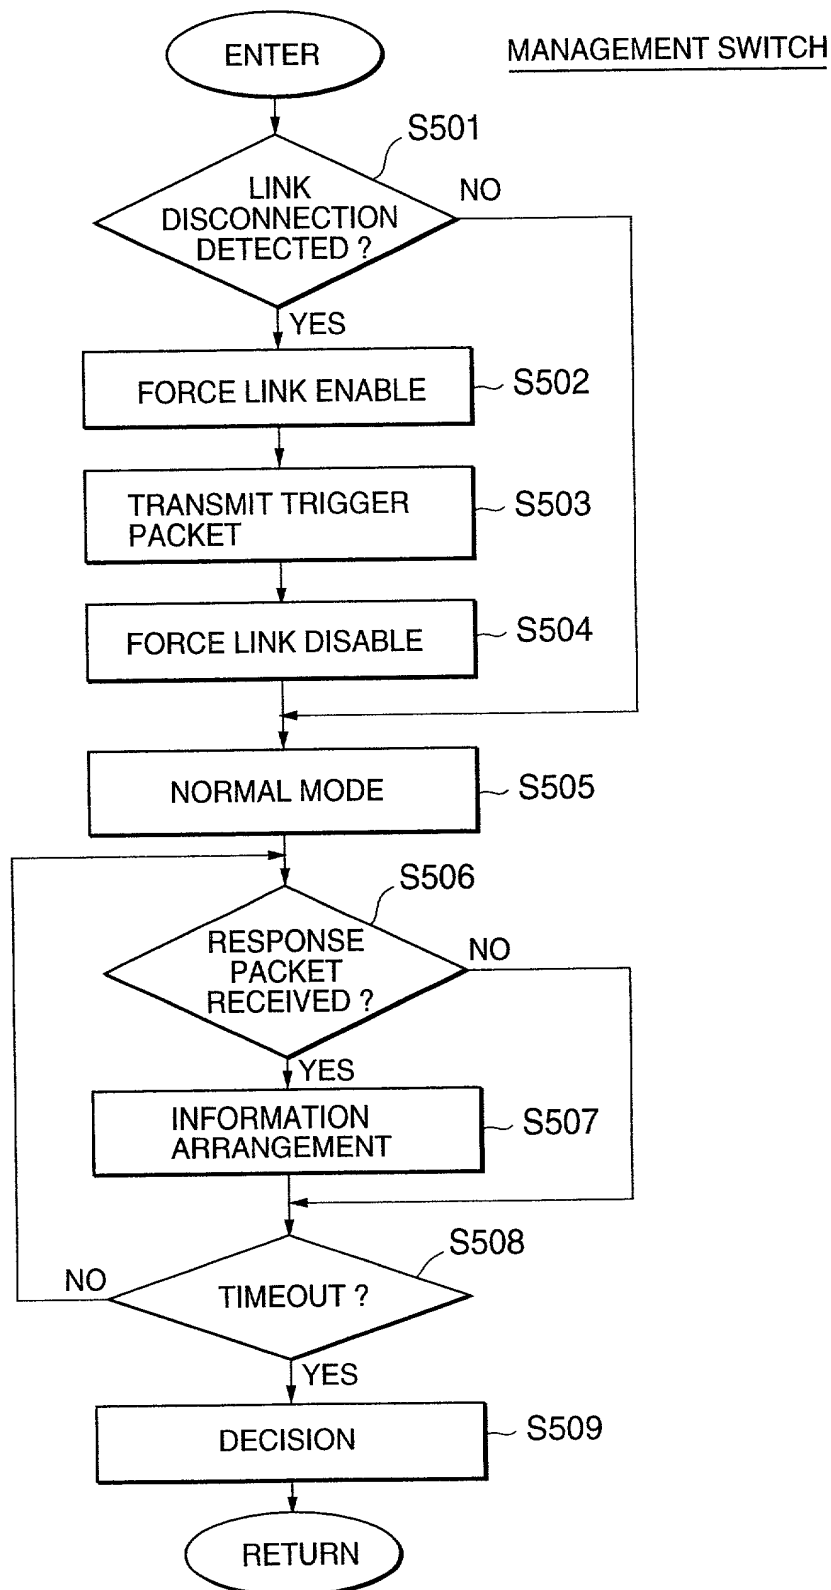 ENTER
MANAGEMENT SWITCH
S501
LINK
DISCONNECTION
DETECTED ?
NO
YES
FORCE LINK ENABLE
S502
TRANSMIT TRIGGER
PACKET
S503
FORCE LINK DISABLE
S504
NORMAL MODE
S505
S506
RESPONSE
PACKET
RECEIVED ?
NO
YES
INFORMATION
ARRANGEMENT
S507
S508
NO
TIMEOUT ?
YES
DECISION
S509
RETURN